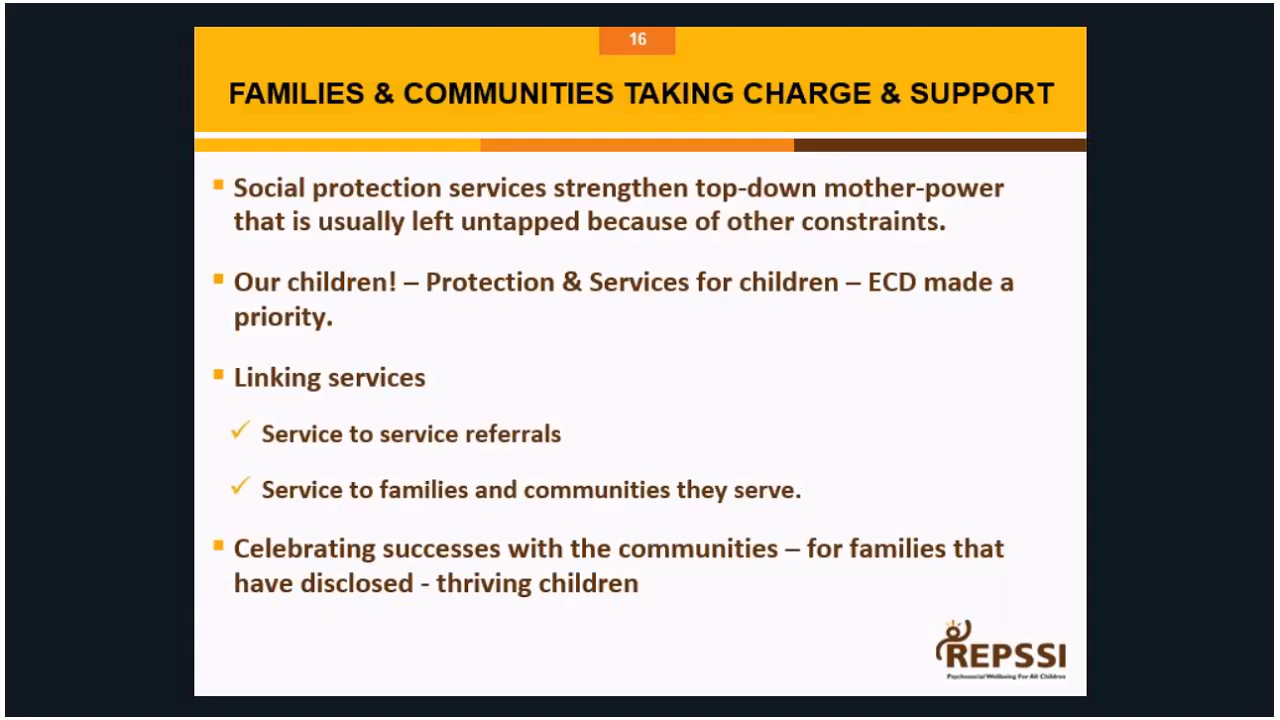 16
FAMILIES & COMMUNITIES TAKING CHARGE & SUPPORT
Social protection services strengthen top-down mother-power
that is usually left untapped because of other constraints.
Our children! – Protection & Services for children – ECD made a
priority.
Linking services
Service to service referrals
Service to families and communities they serve.
Celebrating successes with the communities – for families that
have disclosed - thriving children
REPSSI
Psychosocial Wellbeing For All Children